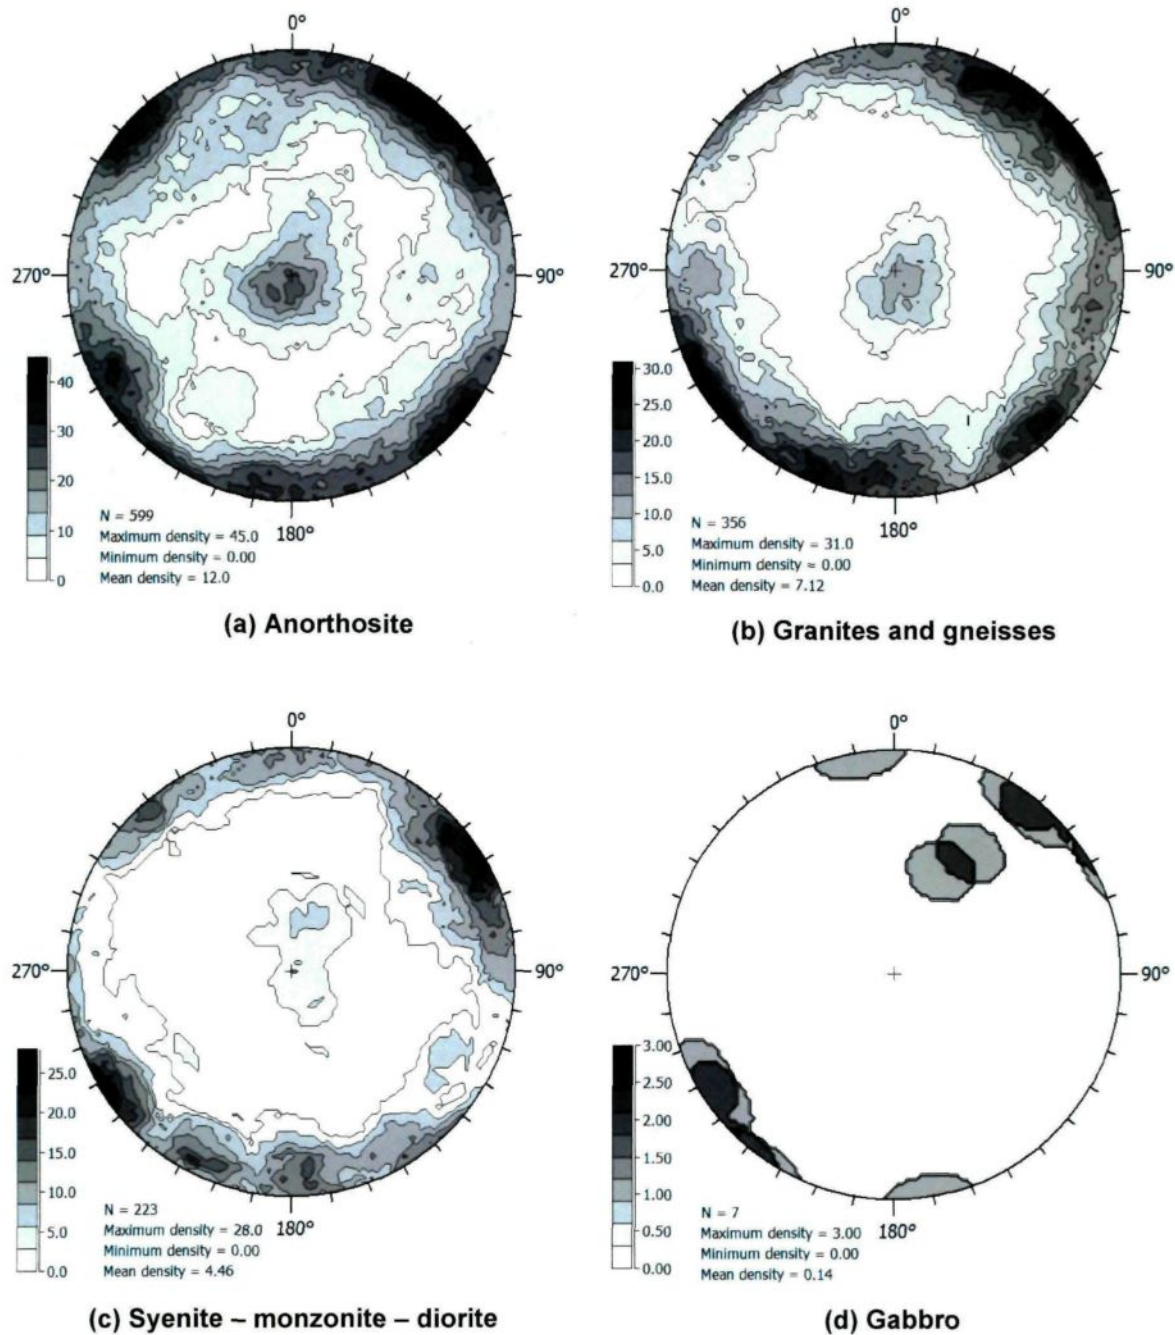 0°
270°
90°
180°
40
30
20
10
0
N = 599
Maximum density = 45.0
Minimum density = 0.00
Mean density = 12.0
(a) Anorthosite
0°
270°
90°
180°
30.0
25.0
20.0
15.0
10.0
5.0
0.0
N = 356
Maximum density = 31.0
Minimum density = 0.00
Mean density = 7.12
(b) Granites and gneisses
0°
270°
90°
180°
25.0
20.0
15.0
10.0
5.0
0.0
N = 223
Maximum density = 28.0
Minimum density = 0.00
Mean density = 4.46
(c) Syenite – monzonite – diorite
0°
270°
90°
180°
3.00
2.50
2.00
1.50
1.00
0.50
0.00
N = 7
Maximum density = 3.00
Minimum density = 0.00
Mean density = 0.14
(d) Gabbro